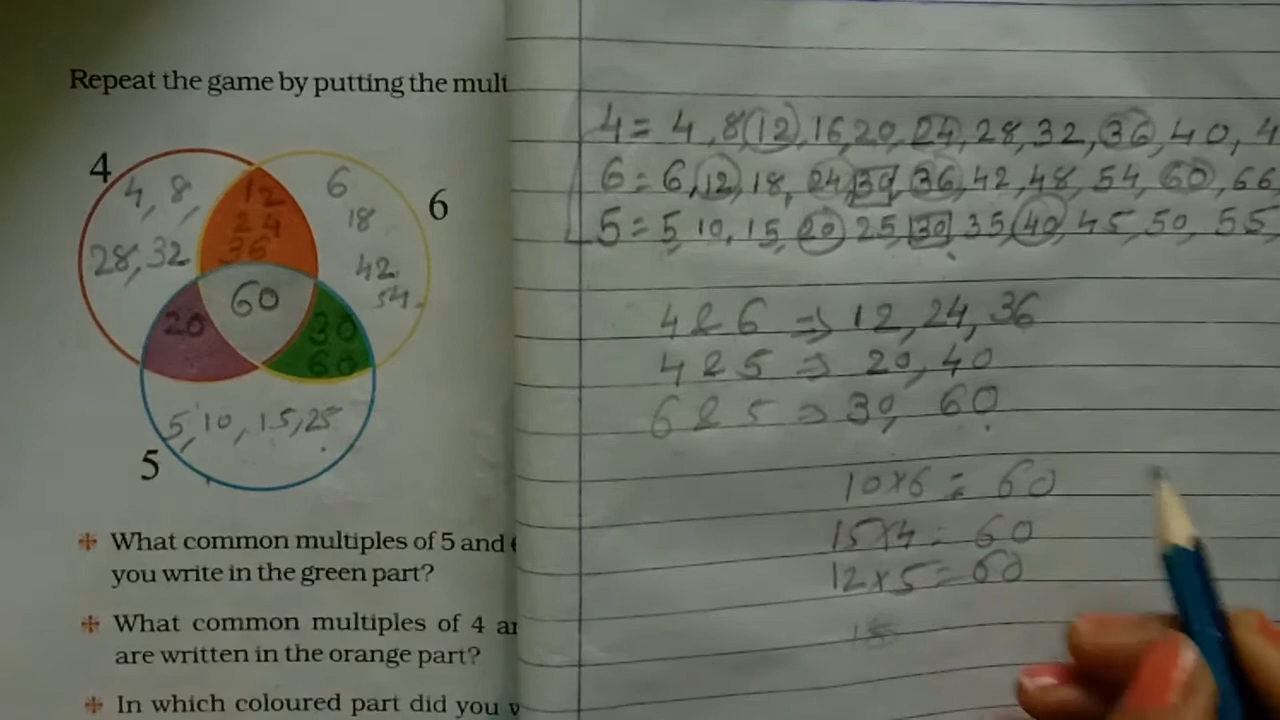 Repeat the game by putting the mult
4
4, 8,
28, 32
12
24
36
6
18
42
54
6
60
20
30
60
5, 10, 15, 25
5
What common multiples of 5 and
you write in the green part?
What common multiples of 4 ar
are written in the orange part?
In which coloured part did you
4 = 4, 8, 12, 16, 20, 24, 28, 32, 36, 40, 4
6 = 6, 12, 18, 24, 30, 36, 42, 48, 54, 60, 66
5 = 5, 10, 15, 20, 25, 30, 35, 40, 45, 50, 55,
4 & 6 ⇒ 12, 24, 36
4 & 5 ⇒ 20, 40
6 & 5 ⇒ 30, 60
10 x 6 = 60
15 x 4 = 60
12 x 5 = 60